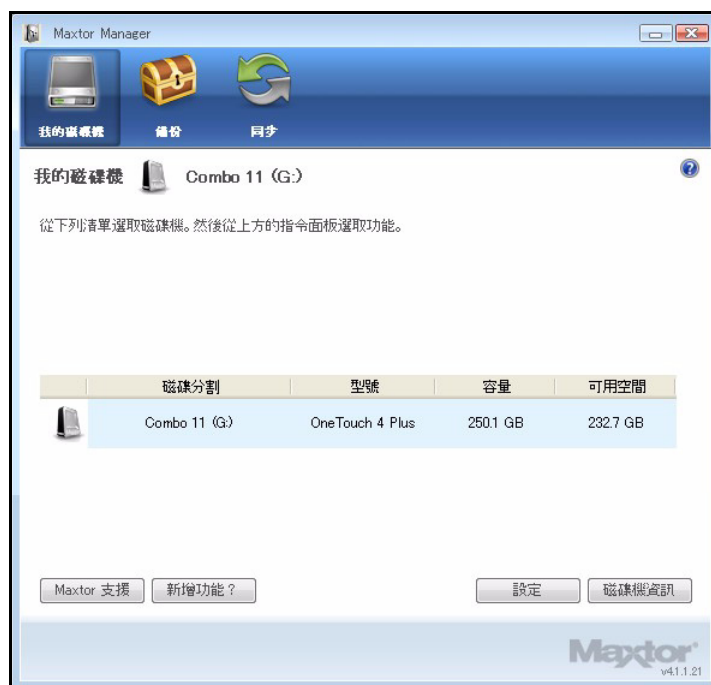 Maxtor Manager
我的磁碟機 備份 同步
我的磁碟機 Combo 11 (G:)
從下列清單選取磁碟機。然後從上方的指令面板選取功能。
磁碟分割 型號 容量 可用空間
Combo 11 (G:) OneTouch 4 Plus 250.1 GB 232.7 GB
Maxtor 支援 新增功能？ 設定 磁碟機資訊
Maxtor
v4.1.1.21